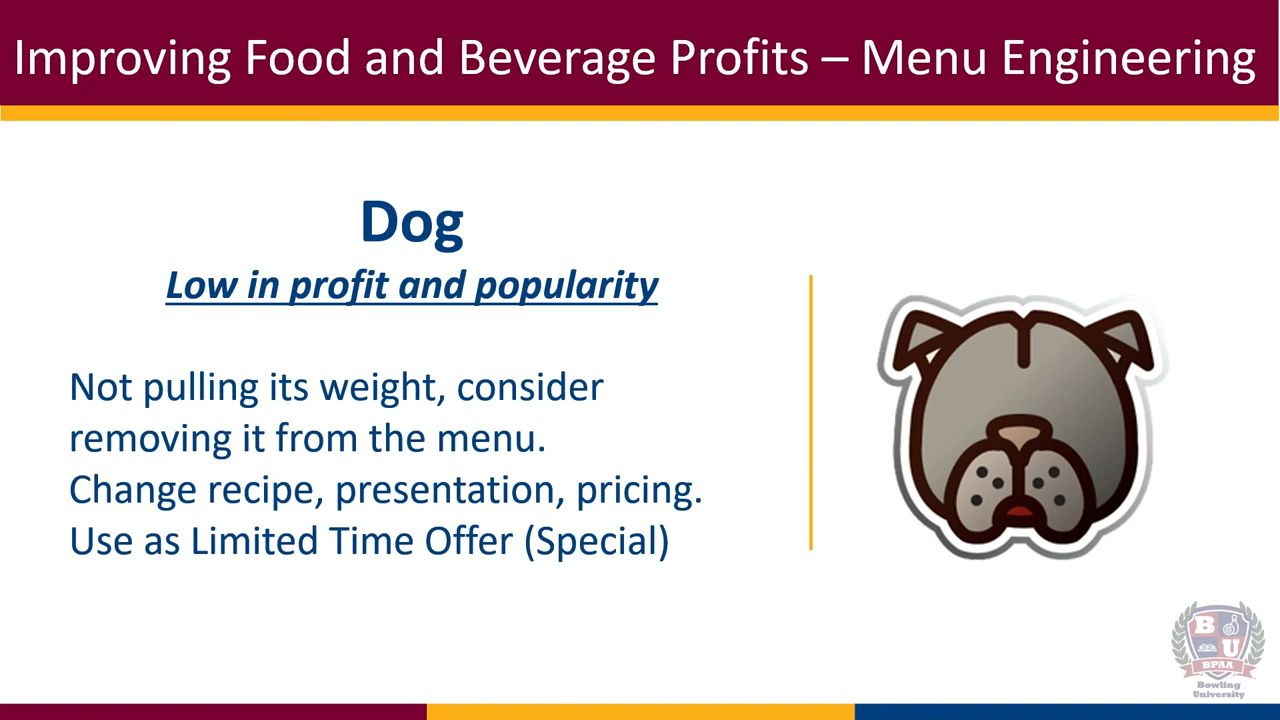 Improving Food and Beverage Profits – Menu Engineering
Dog
Low in profit and popularity
Not pulling its weight, consider
removing it from the menu.
Change recipe, presentation, pricing.
Use as Limited Time Offer (Special)
B
U
BPAA
Bowling
University